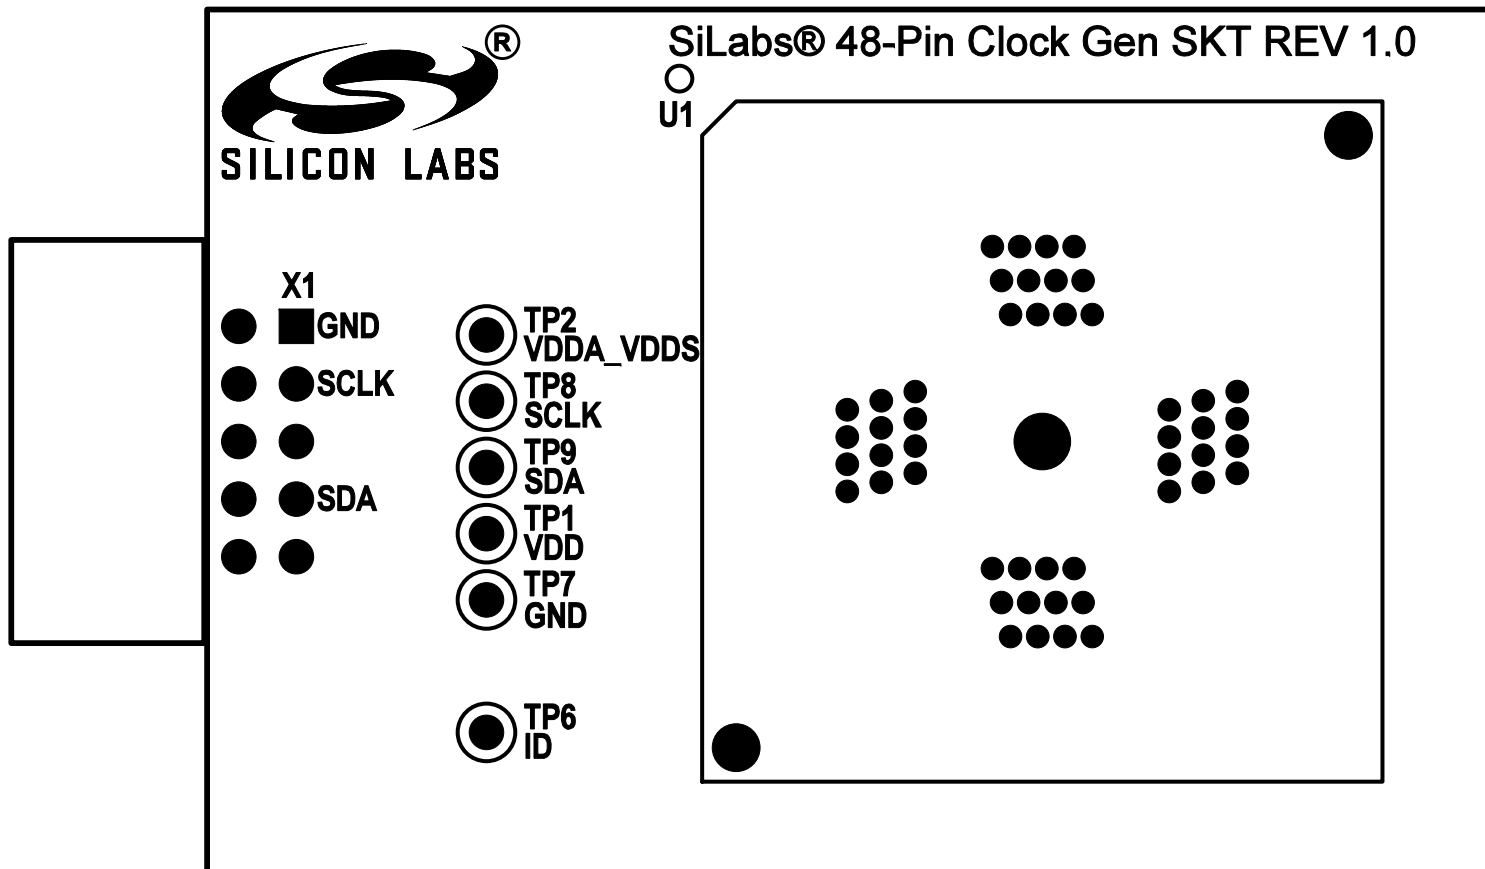 ®
SiLabs® 48-Pin Clock Gen SKT REV 1.0
U1
SILICON LABS
X1
GND
SCLK
SDA
TP2
VDDA_VDDS
TP8
SCLK
TP9
SDA
TP1
VDD
TP7
GND
TP6
ID